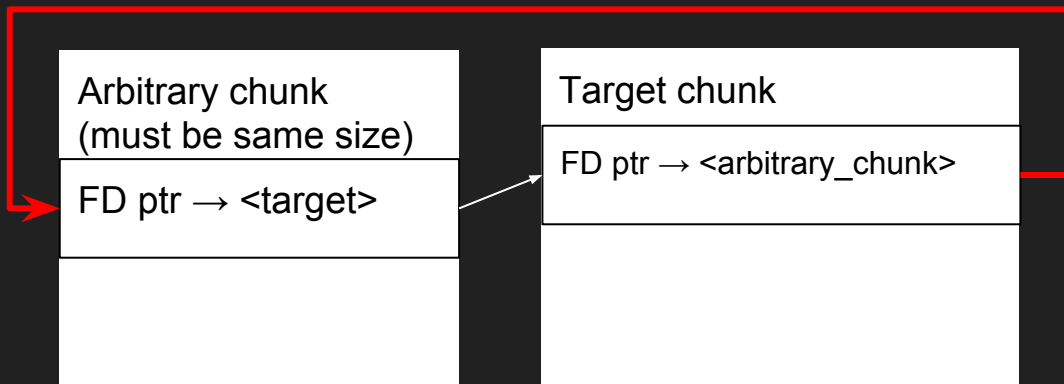 Arbitrary chunk
(must be same size)
FD ptr → <target>
Target chunk
FD ptr → <arbitrary_chunk>